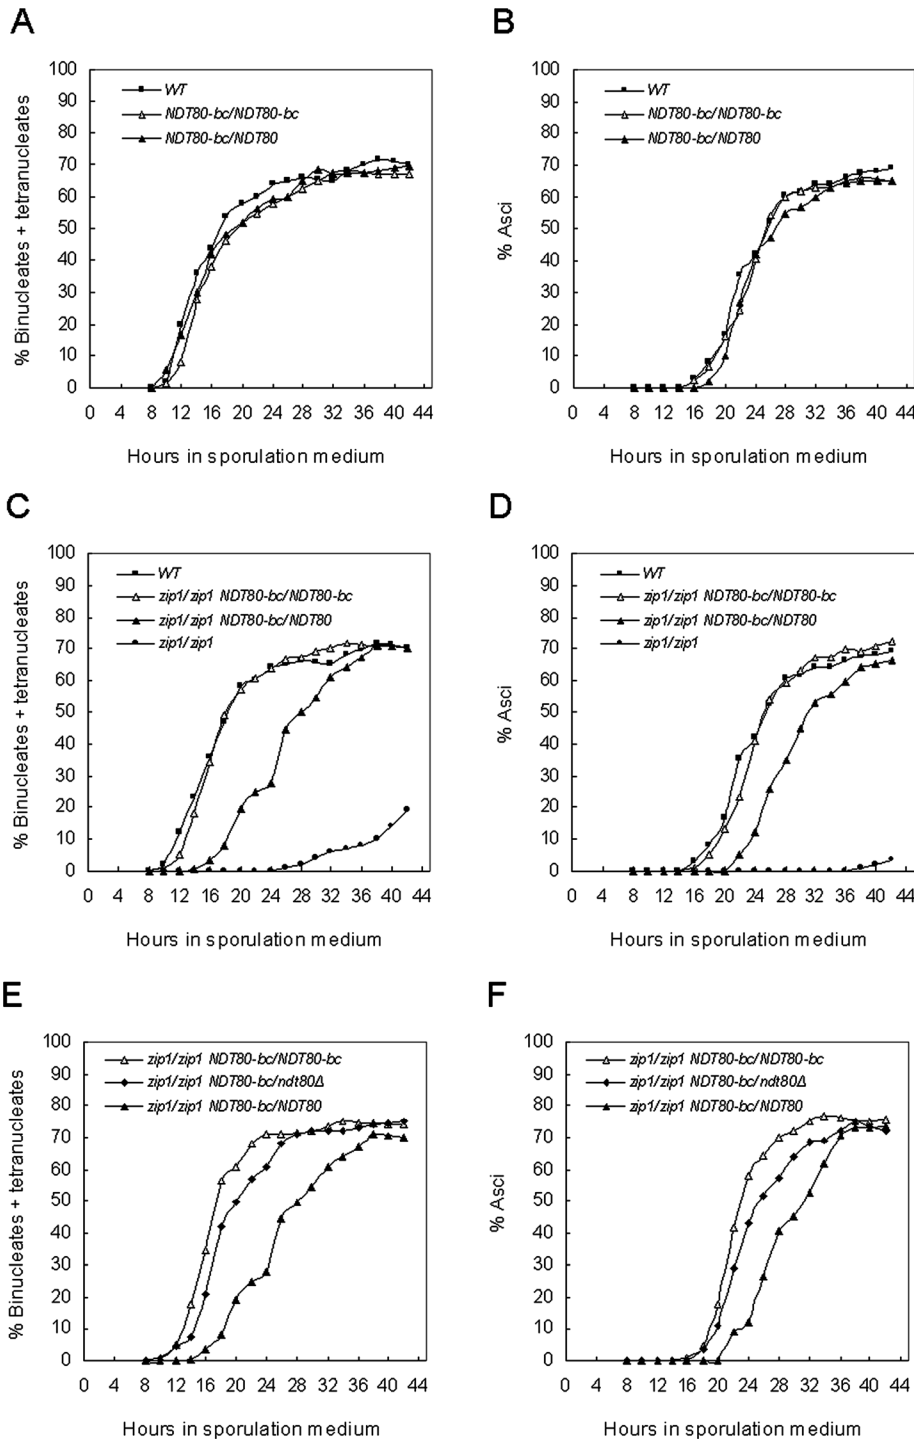 A
% Binucleates + tetranucleates
100
90
80
70
60
50
40
30
20
10
0
WT
NDT80-bc/NDT80-bc
NDT80-bc/NDT80
0 4 8 12 16 20 24 28 32 36 40 44
Hours in sporulation medium
B
% Asci
100
90
80
70
60
50
40
30
20
10
0
WT
NDT80-bc/NDT80-bc
NDT80-bc/NDT80
0 4 8 12 16 20 24 28 32 36 40 44
Hours in sporulation medium
C
% Binucleates + tetranucleates
100
90
80
70
60
50
40
30
20
10
0
WT
zip1/zip1 NDT80-bc/NDT80-bc
zip1/zip1 NDT80-bc/NDT80
zip1/zip1
0 4 8 12 16 20 24 28 32 36 40 44
Hours in sporulation medium
D
% Asci
100
90
80
70
60
50
40
30
20
10
0
WT
zip1/zip1 NDT80-bc/NDT80-bc
zip1/zip1 NDT80-bc/NDT80
zip1/zip1
0 4 8 12 16 20 24 28 32 36 40 44
Hours in sporulation medium
E
% Binucleates + tetranucleates
100
90
80
70
60
50
40
30
20
10
0
zip1/zip1 NDT80-bc/NDT80-bc
zip1/zip1 NDT80-bc/ndt80Δ
zip1/zip1 NDT80-bc/NDT80
0 4 8 12 16 20 24 28 32 36 40 44
Hours in sporulation medium
F
% Asci
100
90
80
70
60
50
40
30
20
10
0
zip1/zip1 NDT80-bc/NDT80-bc
zip1/zip1 NDT80-bc/ndt80Δ
zip1/zip1 NDT80-bc/NDT80
0 4 8 12 16 20 24 28 32 36 40 44
Hours in sporulation medium